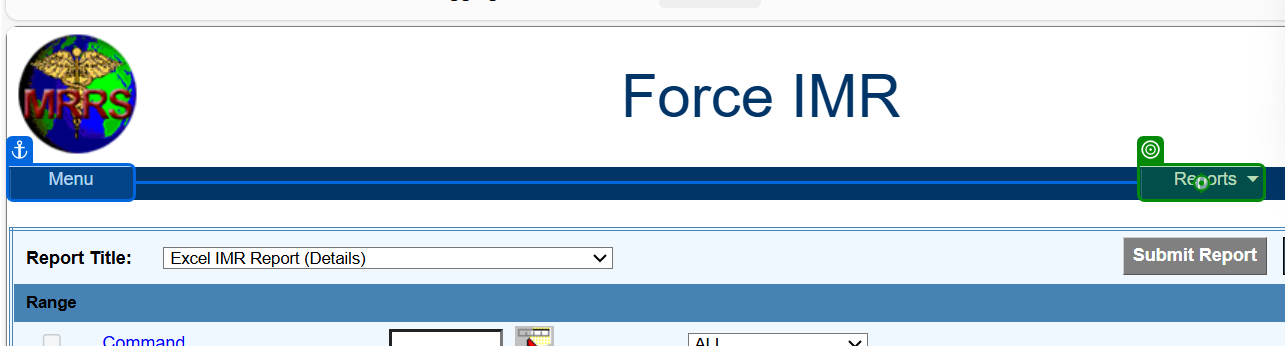 MRRS
Force IMR
Menu
Reports
Report Title:
Excel IMR Report (Details)
Submit Report
Range
Command
ALL